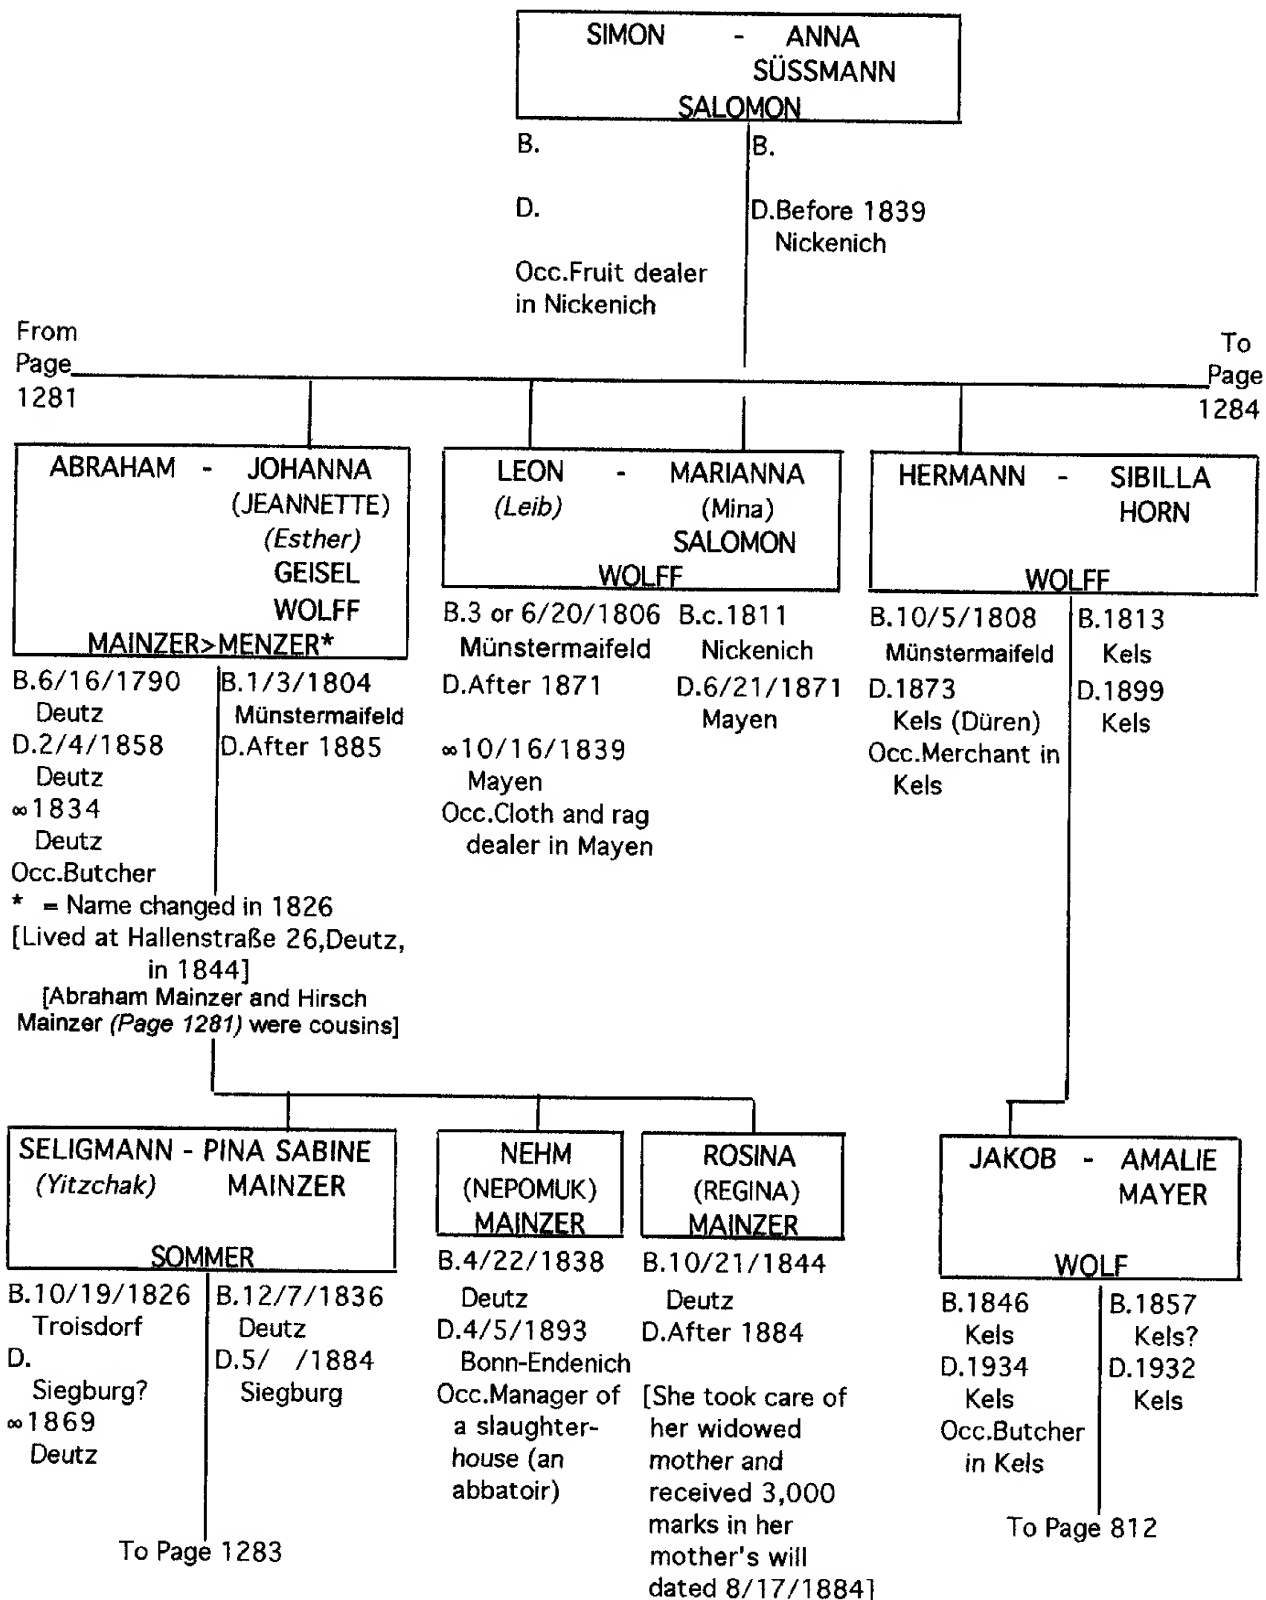 SIMON - ANNA
SÜSSMANN
SALOMON
B.
B.
D.
D.Before 1839
Nickenich
Occ.Fruit dealer
in Nickenich
From
Page
1281
To
Page
1284
ABRAHAM - JOHANNA
(JEANNETTE)
(Esther)
GEISEL
WOLFF
MAINZER>MENZER*
B.6/16/1790
Deutz
D.2/4/1858
Deutz
∞1834
Deutz
Occ.Butcher
B.1/3/1804
Münstermaifeld
D.After 1885
* = Name changed in 1826
[Lived at Hallenstraße 26,Deutz,
in 1844]
[Abraham Mainzer and Hirsch
Mainzer (Page 1281) were cousins]
LEON - MARIANNA
(Leib) (Mina)
SALOMON
WOLFF
B.3 or 6/20/1806
Münstermaifeld
D.After 1871
∞10/16/1839
Mayen
Occ.Cloth and rag
dealer in Mayen
B.c.1811
Nickenich
D.6/21/1871
Mayen
HERMANN - SIBILLA
HORN
WOLFF
B.10/5/1808
Münstermaifeld
D.1873
Kels (Düren)
Occ.Merchant in
Kels
B.1813
Kels
D.1899
Kels
SELIGMANN - PINA SABINE
(Yitzchak) MAINZER
SOMMER
B.10/19/1826
Troisdorf
D.
Siegburg?
∞1869
Deutz
B.12/7/1836
Deutz
D.5/ /1884
Siegburg
To Page 1283
NEHM
(NEPOMUK)
MAINZER
B.4/22/1838
Deutz
D.4/5/1893
Bonn-Endenich
Occ.Manager of
a slaughter-
house (an
abbatoir)
ROSINA
(REGINA)
MAINZER
B.10/21/1844
Deutz
D.After 1884
[She took care of
her widowed
mother and
received 3,000
marks in her
mother's will
dated 8/17/1884]
JAKOB - AMALIE
MAYER
WOLF
B.1846
Kels
D.1934
Kels
Occ.Butcher
in Kels
B.1857
Kels?
D.1932
Kels
To Page 812